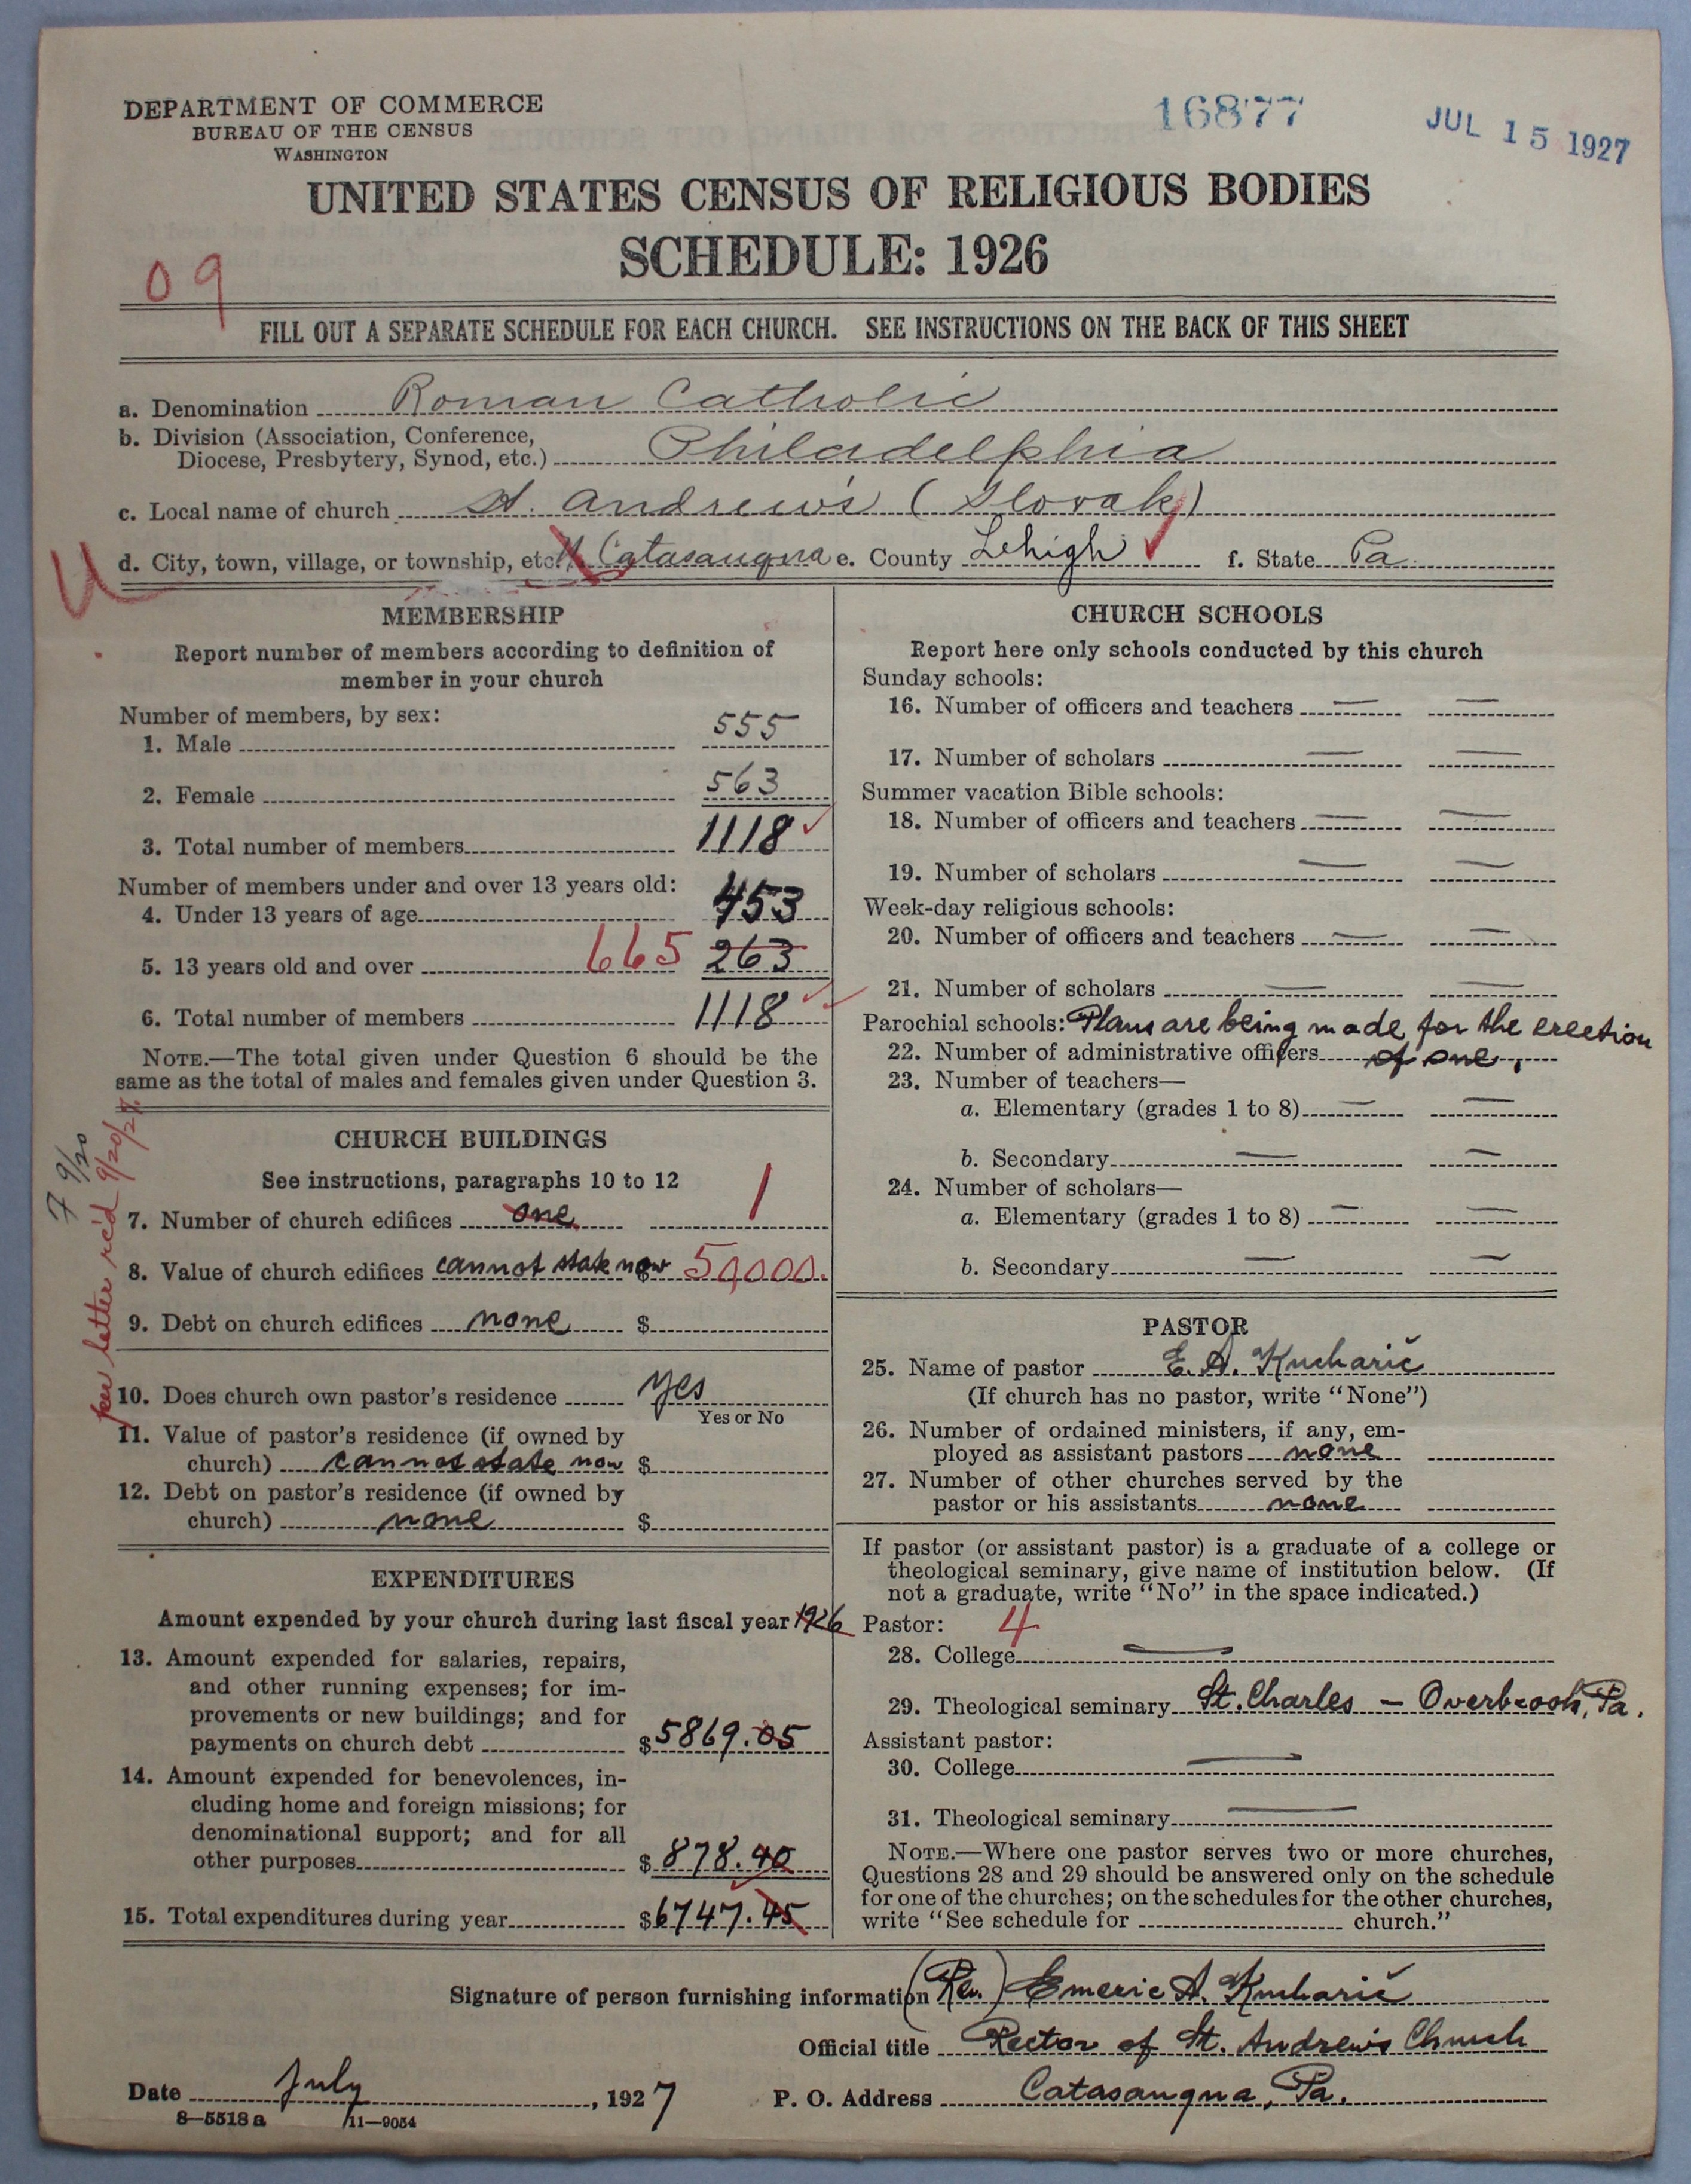 DEPARTMENT OF COMMERCE
BUREAU OF THE CENSUS
WASHINGTON
16877
JUL 15 1927
UNITED STATES CENSUS OF RELIGIOUS BODIES
SCHEDULE: 1926
09
FILL OUT A SEPARATE SCHEDULE FOR EACH CHURCH. SEE INSTRUCTIONS ON THE BACK OF THIS SHEET
a. Denomination Roman Catholic
b. Division (Association, Conference,
Diocese, Presbytery, Synod, etc.) Philadelphia
c. Local name of church St. Andrew's (Slovak)
d. City, town, village, or township, etc. Catasauqua e. County Lehigh f. State Pa.
MEMBERSHIP
Report number of members according to definition of
member in your church
Number of members, by sex:
1. Male 555
2. Female 563
3. Total number of members 1118
Number of members under and over 13 years old:
4. Under 13 years of age 453
5. 13 years old and over 665 263
6. Total number of members 1118
NOTE.—The total given under Question 6 should be the
same as the total of males and females given under Question 3.
CHURCH BUILDINGS
See instructions, paragraphs 10 to 12
7. Number of church edifices one 1
8. Value of church edifices cannot state now $ 50,000.
9. Debt on church edifices none $
10. Does church own pastor's residence yes
Yes or No
11. Value of pastor's residence (if owned by
church) cannot state now $
12. Debt on pastor's residence (if owned by
church) none $
7 9/20
per letter rec'd 9/20/27.
EXPENDITURES
Amount expended by your church during last fiscal year 1926
13. Amount expended for salaries, repairs,
and other running expenses; for im-
provements or new buildings; and for
payments on church debt $5869.05
14. Amount expended for benevolences, in-
cluding home and foreign missions; for
denominational support; and for all
other purposes $878.40
15. Total expenditures during year $6747.45
CHURCH SCHOOLS
Report here only schools conducted by this church
Sunday schools:
16. Number of officers and teachers — —
17. Number of scholars — —
Summer vacation Bible schools:
18. Number of officers and teachers — —
19. Number of scholars — —
Week-day religious schools:
20. Number of officers and teachers — —
21. Number of scholars — —
Parochial schools: Plans are being made for the erection
22. Number of administrative officers of one.
23. Number of teachers—
a. Elementary (grades 1 to 8) — —
b. Secondary — —
24. Number of scholars—
a. Elementary (grades 1 to 8) — —
b. Secondary — —
PASTOR
25. Name of pastor E. A. Kucharič
(If church has no pastor, write "None")
26. Number of ordained ministers, if any, em-
ployed as assistant pastors none
27. Number of other churches served by the
pastor or his assistants none
If pastor (or assistant pastor) is a graduate of a college or
theological seminary, give name of institution below. (If
not a graduate, write "No" in the space indicated.)
Pastor: 4
28. College —
29. Theological seminary St. Charles – Overbrook, Pa.
Assistant pastor:
30. College —
31. Theological seminary —
NOTE.—Where one pastor serves two or more churches,
Questions 28 and 29 should be answered only on the schedule
for one of the churches; on the schedules for the other churches,
write "See schedule for church."
Signature of person furnishing information (Rev.) Emeric A. Kucharič
Official title Rector of St. Andrew's Church
Date July, 1927
P. O. Address Catasauqua, Pa.
8—5518 a 11—9054